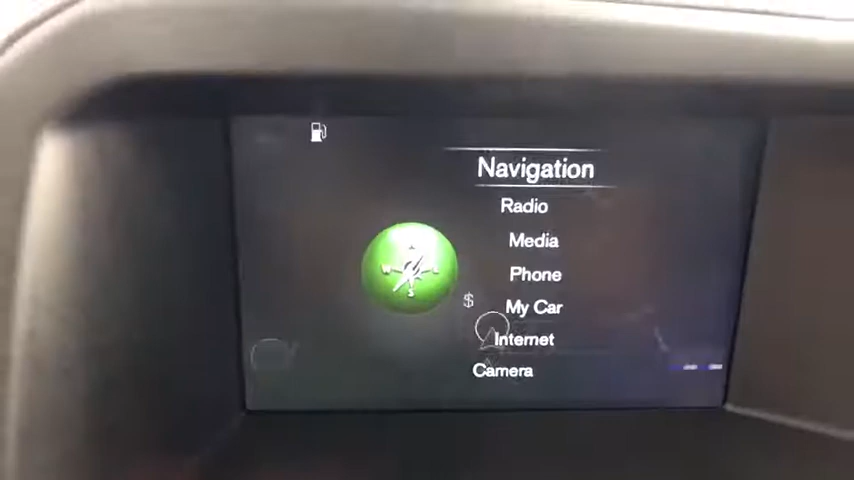 Navigation
Radio
Media
Phone
$
My Car
Internet
Camera